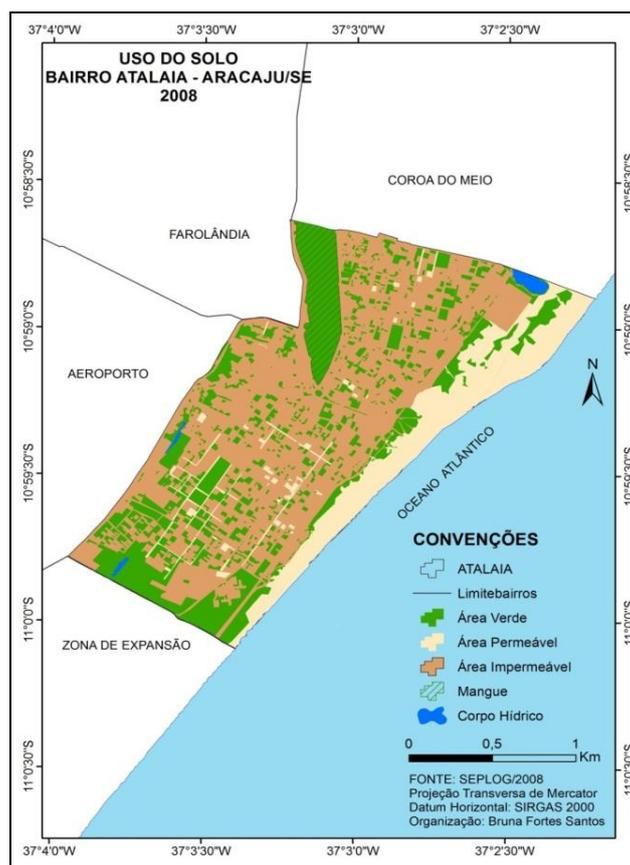 37°4'0"W 37°3'30"W 37°3'0"W 37°2'30"W
USO DO SOLO
BAIRRO ATALAIA - ARACAJU/SE
2008
10°58'30"S
10°58'30"S
COROA DO MEIO
FAROLÂNDIA
10°59'0"S
10°59'0"S
AEROPORTO
N
10°59'30"S
10°59'30"S
OCEANO ATLÂNTICO
CONVENÇÕES
ATALAIA
Limitebairros
Área Verde
Área Permeável
Área Impermeável
Mangue
Corpo Hídrico
11°0'0"S
11°0'0"S
ZONA DE EXPANSÃO
0 0,5 1
Km
11°0'30"S
11°0'30"S
FONTE: SEPLOG/2008
Projeção Transversa de Mercator
Datum Horizontal: SIRGAS 2000
Organização: Bruna Fortes Santos
37°4'0"W 37°3'30"W 37°3'0"W 37°2'30"W